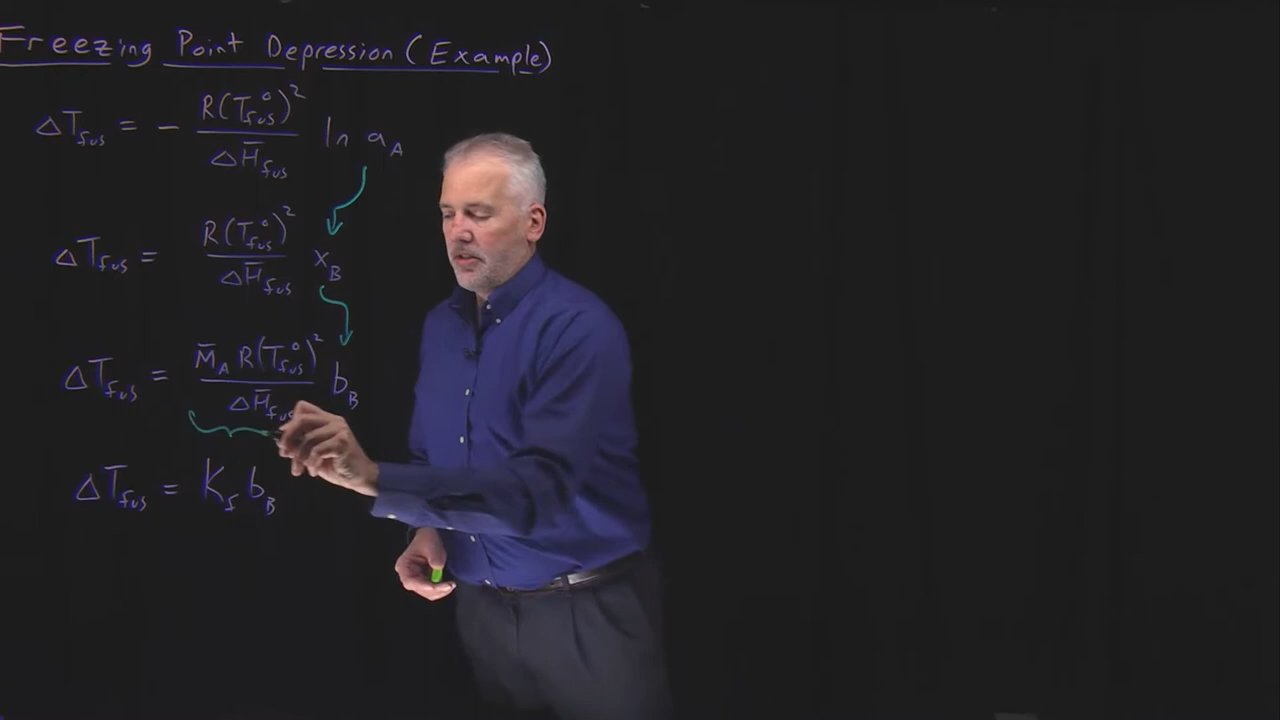 Freezing Point Depression (Example)
ΔT_fus = - R(T°_fus)² / ΔH̄_fus ln a_A
ΔT_fus = R(T°_fus)² / ΔH̄_fus x_B
ΔT_fus = M̄_A R(T°_fus)² / ΔH̄_fus b_B
ΔT_fus = K_f b_B